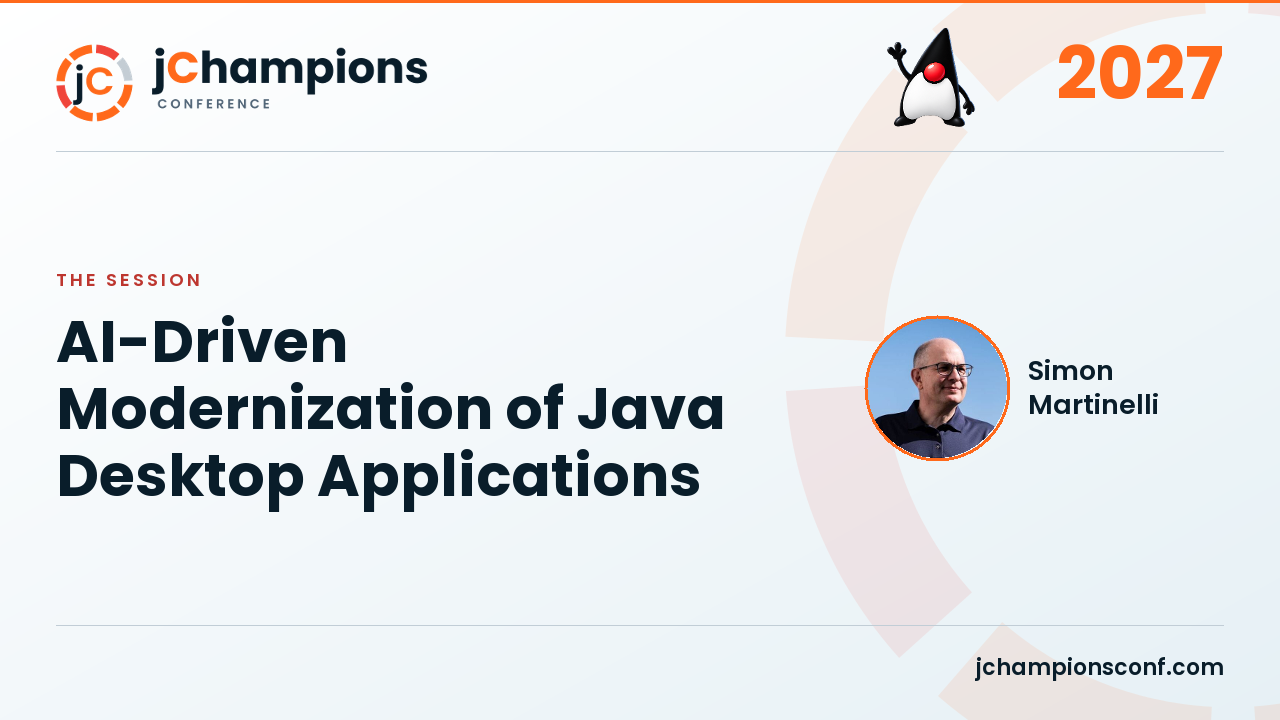 jC
jChampions
CONFERENCE
2027
THE SESSION
AI-Driven
Modernization of Java
Desktop Applications
Simon
Martinelli
jchampionsconf.com